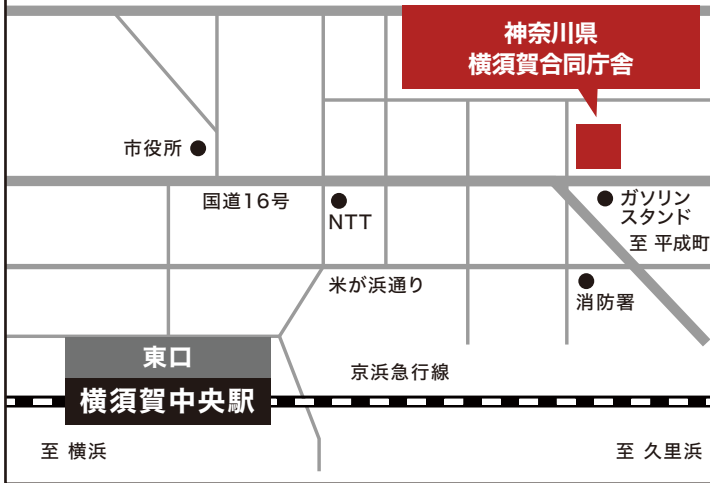 神奈川県
横須賀合同庁舎
市役所
国道16号
NTT
ガソリン
スタンド
至 平成町
米が浜通り
消防署
東口
横須賀中央駅
京浜急行線
至 横浜
至 久里浜